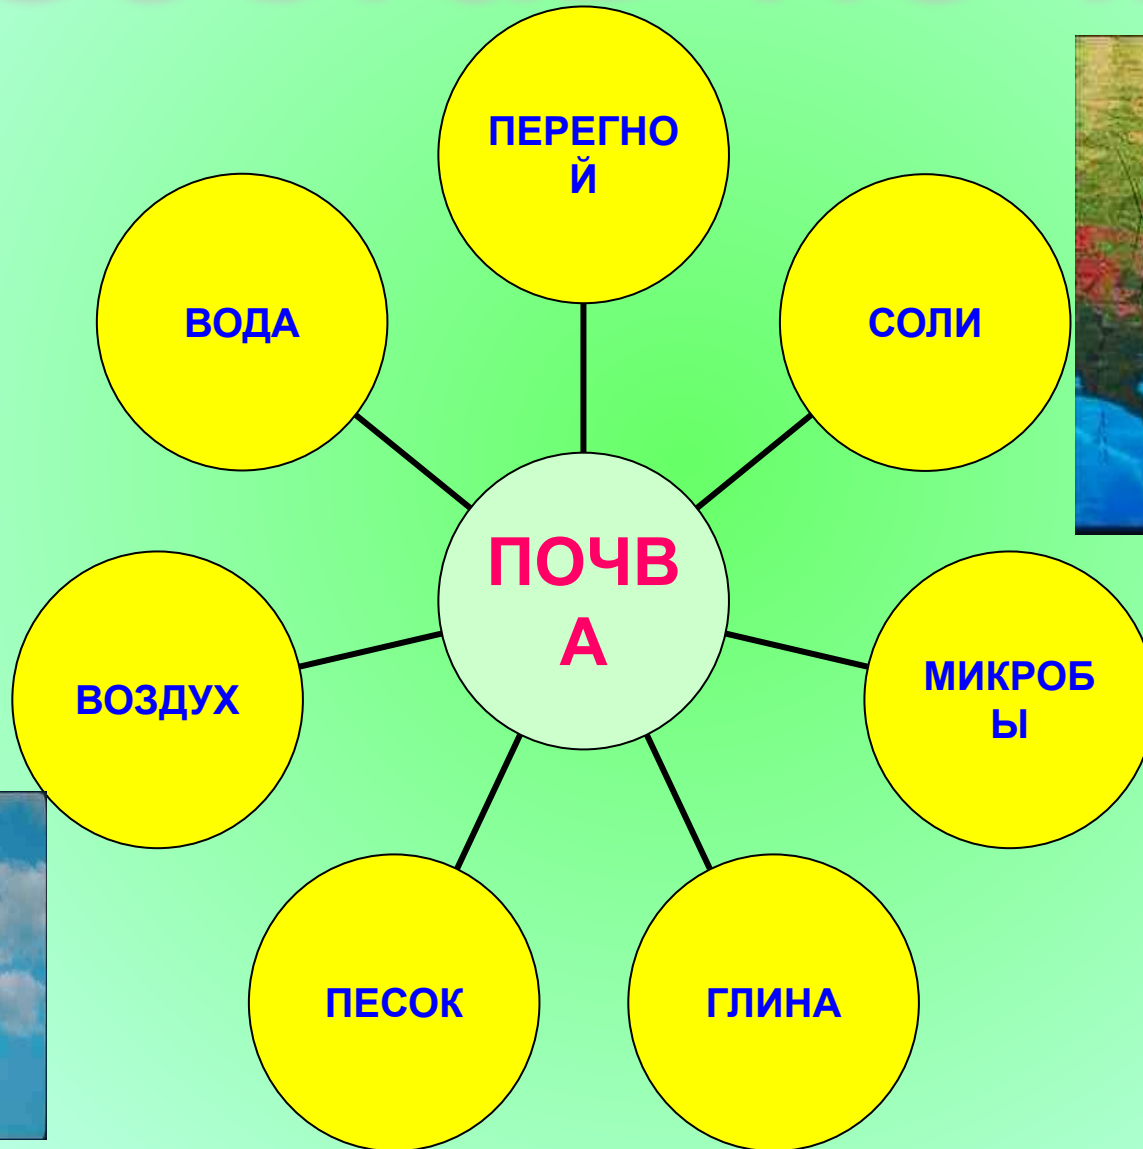 ПЕРЕГНО
Й
ВОДА
СОЛИ
ПОЧВ
А
ВОЗДУХ
МИКРОБ
Ы
ПЕСОК
ГЛИНА